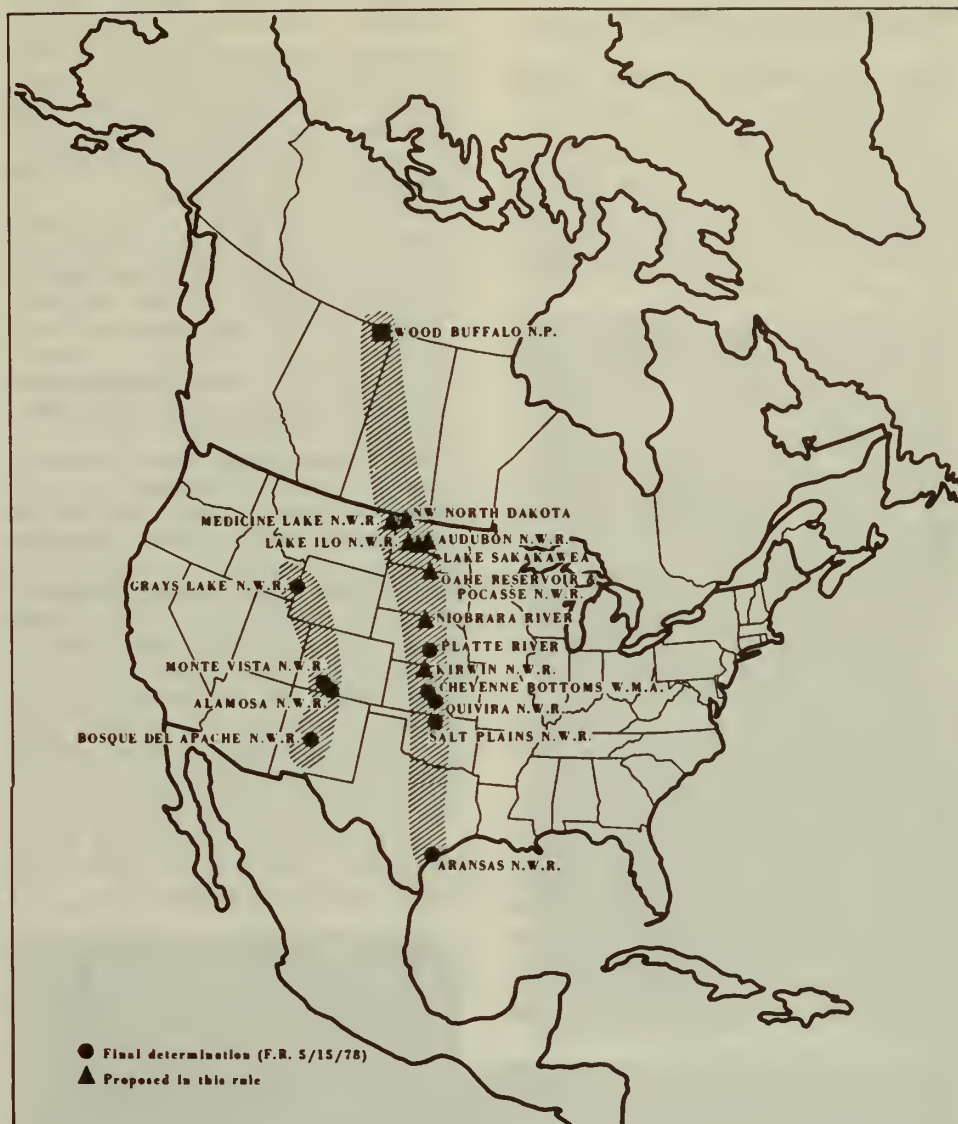 WOOD BUFFALO N.P.
NW NORTH DAKOTA
MEDICINE LAKE N.W.R.
LAKE ILO N.W.R.
AUDUBON N.W.R.
LAKE SAKAKAWEA
OAHE RESERVOIR &
POCASSE N.W.R.
GRAYS LAKE N.W.R.
NIOBRARA RIVER
PLATTE RIVER
MONTE VISTA N.W.R.
KIRWIN N.W.R.
CHEYENNE BOTTOMS W.M.A.
ALAMOSA N.W.R.
QUIVIRA N.W.R.
SALT PLAINS N.W.R.
BOSQUE DEL APACHE N.W.R.
ARANSAS N.W.R.
Final determination (F.R. 5/15/78)
Proposed in this rule